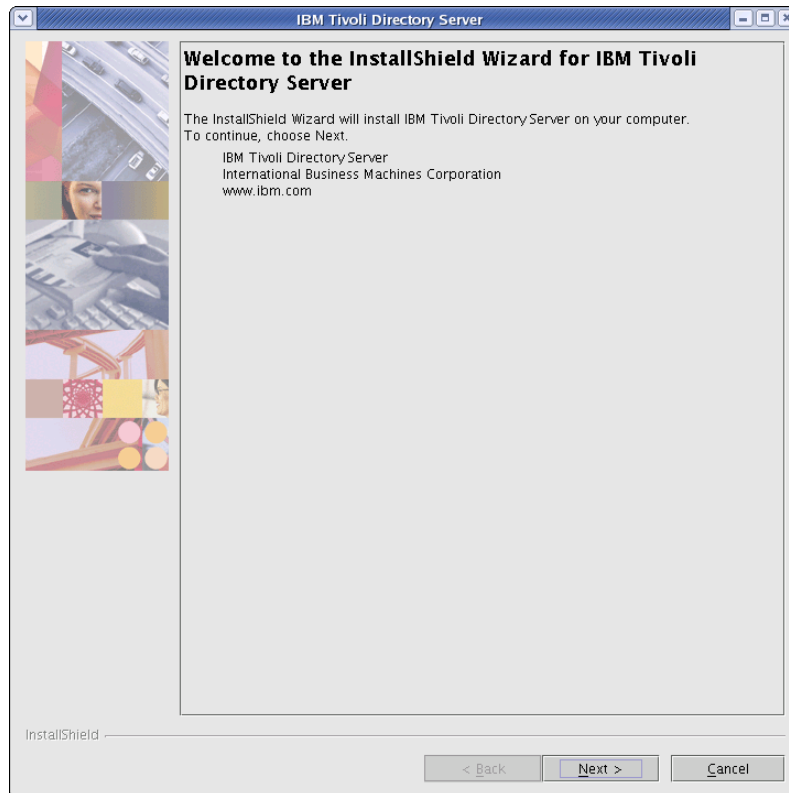 IBM Tivoli Directory Server
Welcome to the InstallShield Wizard for IBM Tivoli
Directory Server
The InstallShield Wizard will install IBM Tivoli Directory Server on your computer.
To continue, choose Next.
IBM Tivoli Directory Server
International Business Machines Corporation
www.ibm.com
InstallShield
< Back
Next >
Cancel